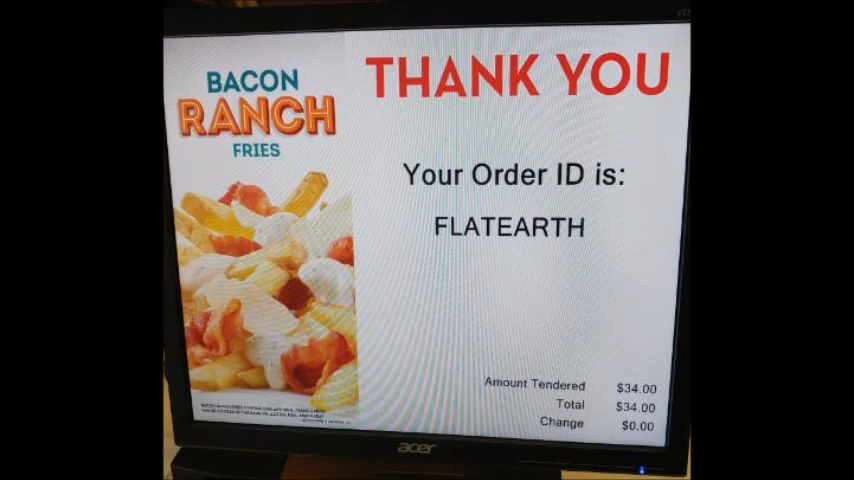 BACON
RANCH
FRIES
THANK YOU
Your Order ID is:
FLATEARTH
Amount Tendered $34.00
Total $34.00
Change $0.00
acer